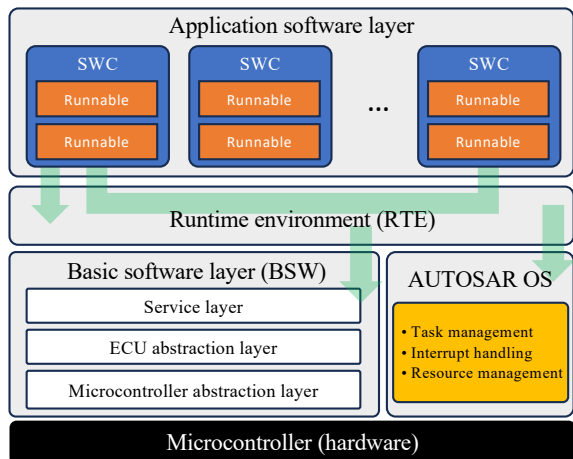 Application software layer
SWC
SWC
SWC
Runnable
Runnable
Runnable
...
Runnable
Runnable
Runnable
Runtime environment (RTE)
Basic software layer (BSW)
Service layer
ECU abstraction layer
Microcontroller abstraction layer
AUTOSAR OS
• Task management
• Interrupt handling
• Resource management
Microcontroller (hardware)